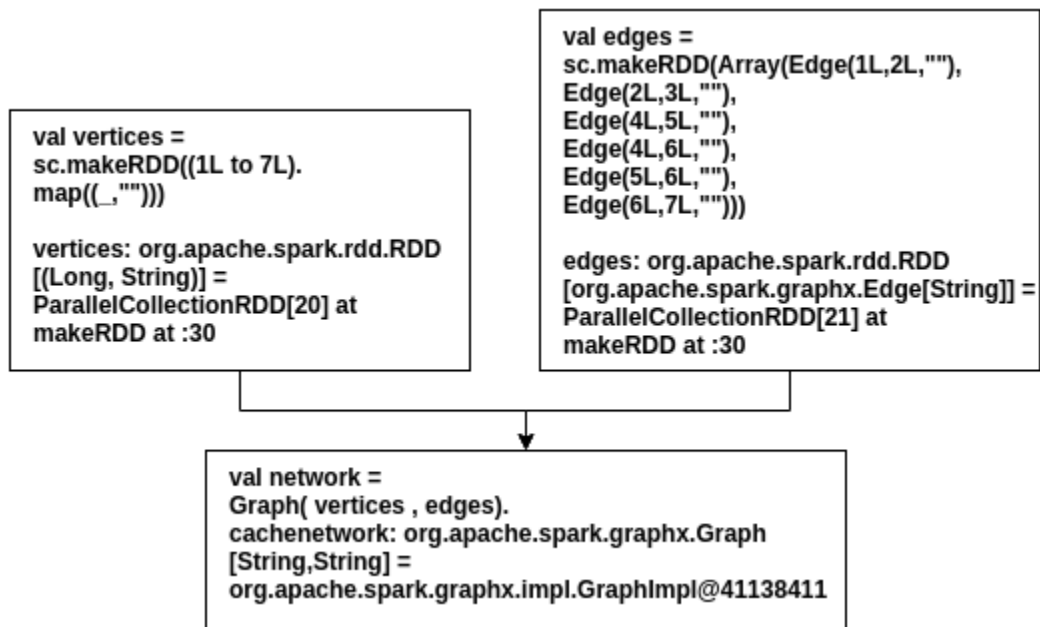 val vertices =
sc.makeRDD((1L to 7L).
map((_,"")))
vertices: org.apache.spark.rdd.RDD
[(Long, String)] =
ParallelCollectionRDD[20] at
makeRDD at :30
val edges =
sc.makeRDD(Array(Edge(1L,2L,""),
Edge(2L,3L,""),
Edge(4L,5L,""),
Edge(4L,6L,""),
Edge(5L,6L,""),
Edge(6L,7L,"")))
edges: org.apache.spark.rdd.RDD
[org.apache.spark.graphx.Edge[String]] =
ParallelCollectionRDD[21] at
makeRDD at :30
val network =
Graph( vertices , edges).
cachenetwork: org.apache.spark.graphx.Graph
[String,String] =
org.apache.spark.graphx.impl.GraphImpl@41138411